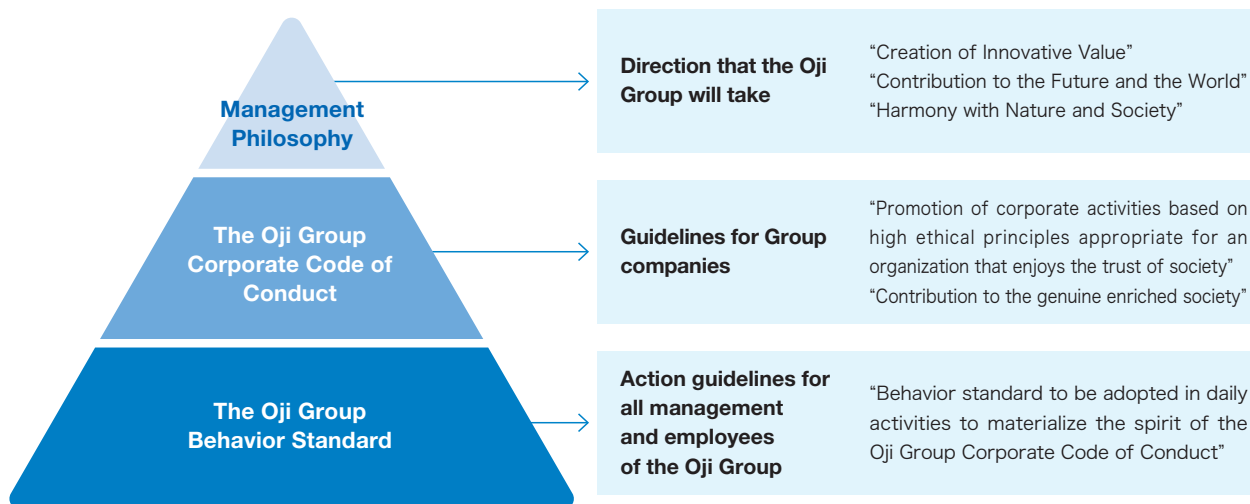 Management
Philosophy
Direction that the Oji
Group will take
“Creation of Innovative Value”
“Contribution to the Future and the World”
“Harmony with Nature and Society”
The Oji Group
Corporate Code of
Conduct
Guidelines for Group
companies
“Promotion of corporate activities based on
high ethical principles appropriate for an
organization that enjoys the trust of society”
“Contribution to the genuine enriched society”
The Oji Group
Behavior Standard
Action guidelines for
all management
and employees
of the Oji Group
“Behavior standard to be adopted in daily
activities to materialize the spirit of the
Oji Group Corporate Code of Conduct”